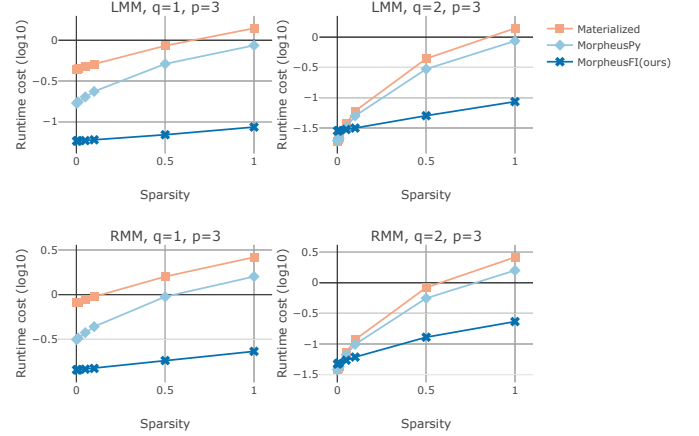 LMM, q=1, p=3
Runtime cost (log10)
0
−0.5
−1
0
0.5
1
Sparsity
LMM, q=2, p=3
Runtime cost (log10)
0
−0.5
−1
−1.5
0
0.5
1
Sparsity
Materialized
MorpheusPy
MorpheusFI(ours)
RMM, q=1, p=3
Runtime cost (log10)
0.5
0
−0.5
0
0.5
1
Sparsity
RMM, q=2, p=3
Runtime cost (log10)
0.5
0
−0.5
−1
−1.5
0
0.5
1
Sparsity